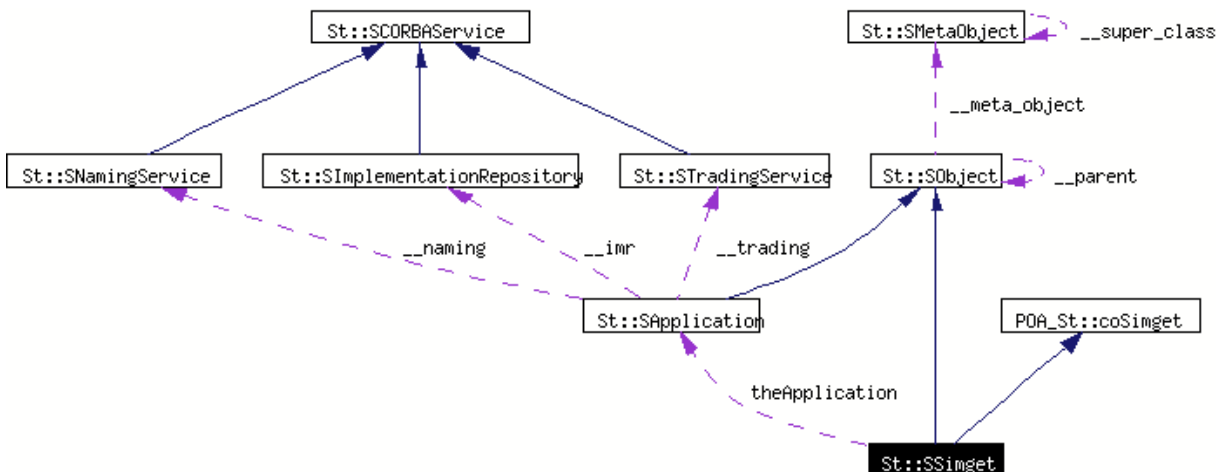 St::SCORBAService
St::SMetaObject
__super_class
__meta_object
St::SNamingService
St::SImplementationRepository
St::STradingService
St::SObject
__parent
__naming
__imr
__trading
St::SApplication
POA_St::coSimget
theApplication
St::SSimget